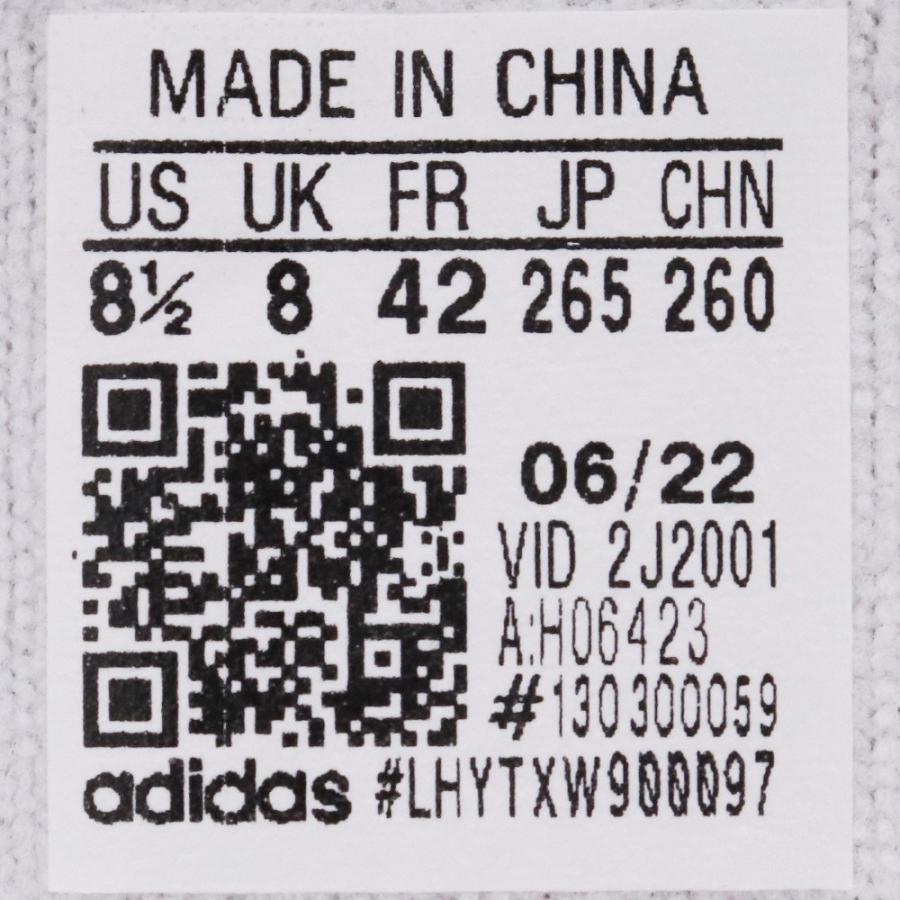 MADE IN CHINA
US UK FR JP CHN
8½ 8 42 265 260
06/22
VID 2J2001
A:H06423
#130300059
adidas #LHYTXW900097